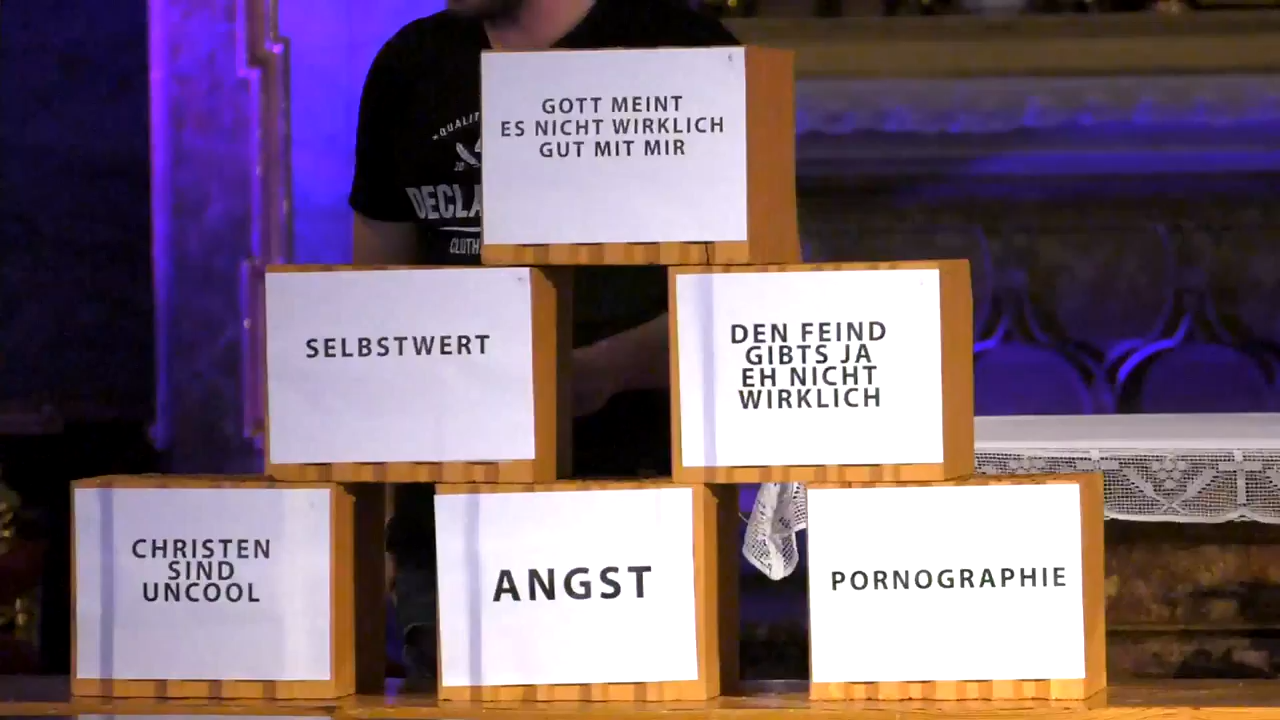 GOTT MEINT
ES NICHT WIRKLICH
GUT MIT MIR
SELBSTWERT
DEN FEIND
GIBTS JA
EH NICHT
WIRKLICH
CHRISTEN
SIND
UNCOOL
ANGST
PORNOGRAPHIE